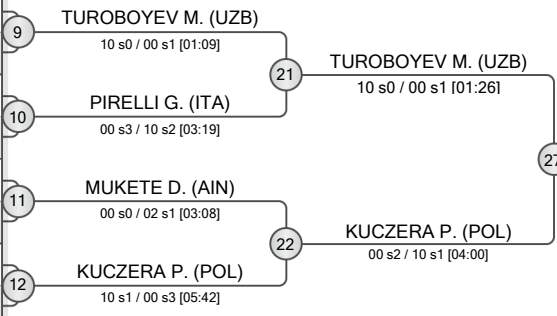 9
TUROBOYEV M. (UZB)
10 s0 / 00 s1 [01:09]
21
TUROBOYEV M. (UZB)
10 s0 / 00 s1 [01:26]
10
PIRELLI G. (ITA)
00 s3 / 10 s2 [03:19]
27
11
MUKETE D. (AIN)
00 s0 / 02 s1 [03:08]
22
KUCZERA P. (POL)
00 s2 / 10 s1 [04:00]
12
KUCZERA P. (POL)
10 s1 / 00 s3 [05:42]